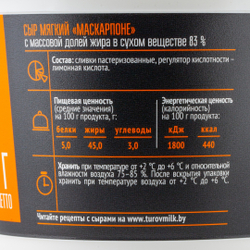 СЫР МЯГКИЙ «МАСКАРПОНЕ»
С МАССОВОЙ ДОЛЕЙ ЖИРА В СУХОМ ВЕЩЕСТВЕ 83 %
Состав: сливки пастеризованные, регулятор кислотности –
лимонная кислота.
Пищевая ценность
(средние значения)
на 100 г продукта, г:
Энергетическая ценность
(калорийность)
на 100 г продукта:
белки жиры углеводы кДж ккал
5,0 45,0 3,0 1800 440
Хранить при температуре от +2 °С до +6 °С и относительной
влажности воздуха 75–85 %. После вскрытия упаковки
хранить при температуре воздуха от +2 °С до +6 °С
Г
ЕТТО
Читайте рецепты с сырами на www.turovmilk.by